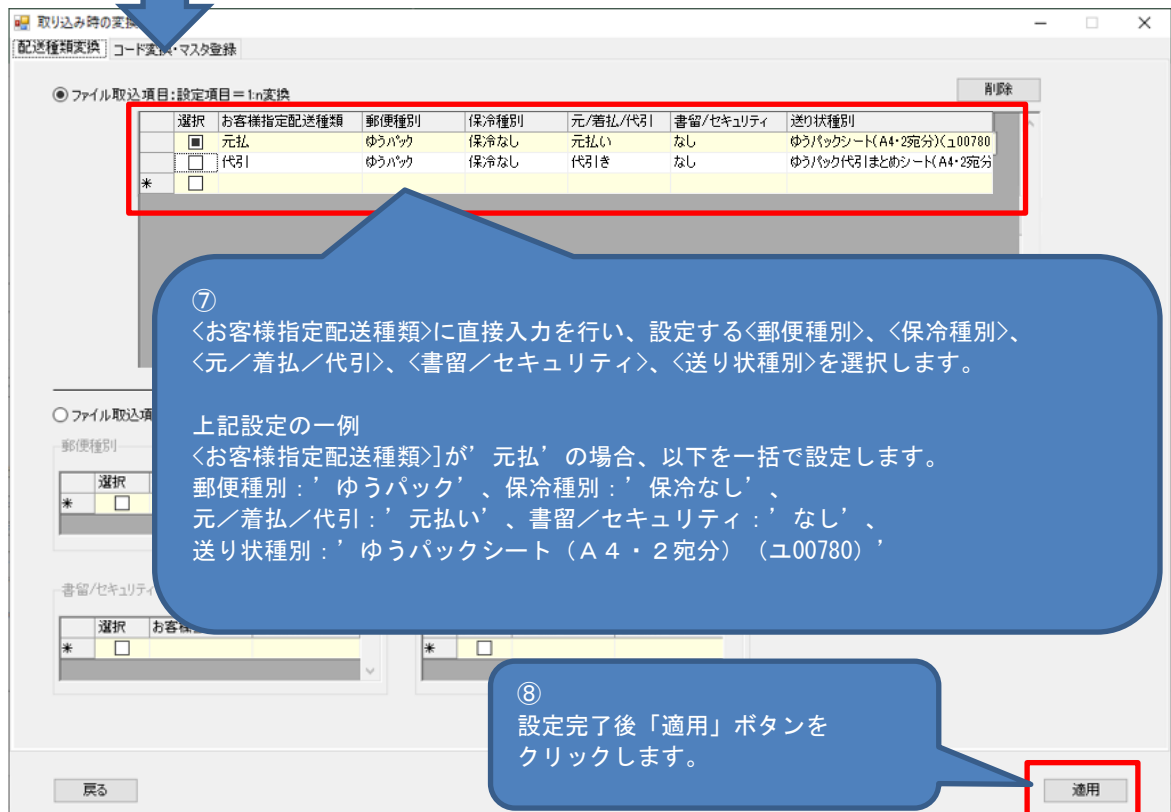 取り込み時の変換
配送種類変換 コード変換・マスタ登録
ファイル取込項目:設定項目=1:n変換 削除
選択 お客様指定配送種類 郵便種別 保冷種別 元/着払/代引 書留/セキュリティ 送り状種別
元払 ゆうパック 保冷なし 元払い なし ゆうパックシート(A4・2宛分)(ユ00780
代引 ゆうパック 保冷なし 代引き なし ゆうパック代引まとめシート(A4・2宛分
*
⑦
<お客様指定配送種類>に直接入力を行い、設定する<郵便種別>、<保冷種別>、
<元／着払／代引>、<書留／セキュリティ>、<送り状種別>を選択します。
上記設定の一例
<お客様指定配送種類>]が’元払’の場合、以下を一括で設定します。
郵便種別：’ゆうパック’、保冷種別：’保冷なし’、
元／着払／代引：’元払い’、書留／セキュリティ：’なし’、
送り状種別：’ゆうパックシート（Ａ４・２宛分）（ユ00780）’
ファイル取込項
郵便種別
選択
*
書留/セキュリティ
選択 お客様
*
*
⑧
設定完了後「適用」ボタンを
クリックします。
戻る 適用